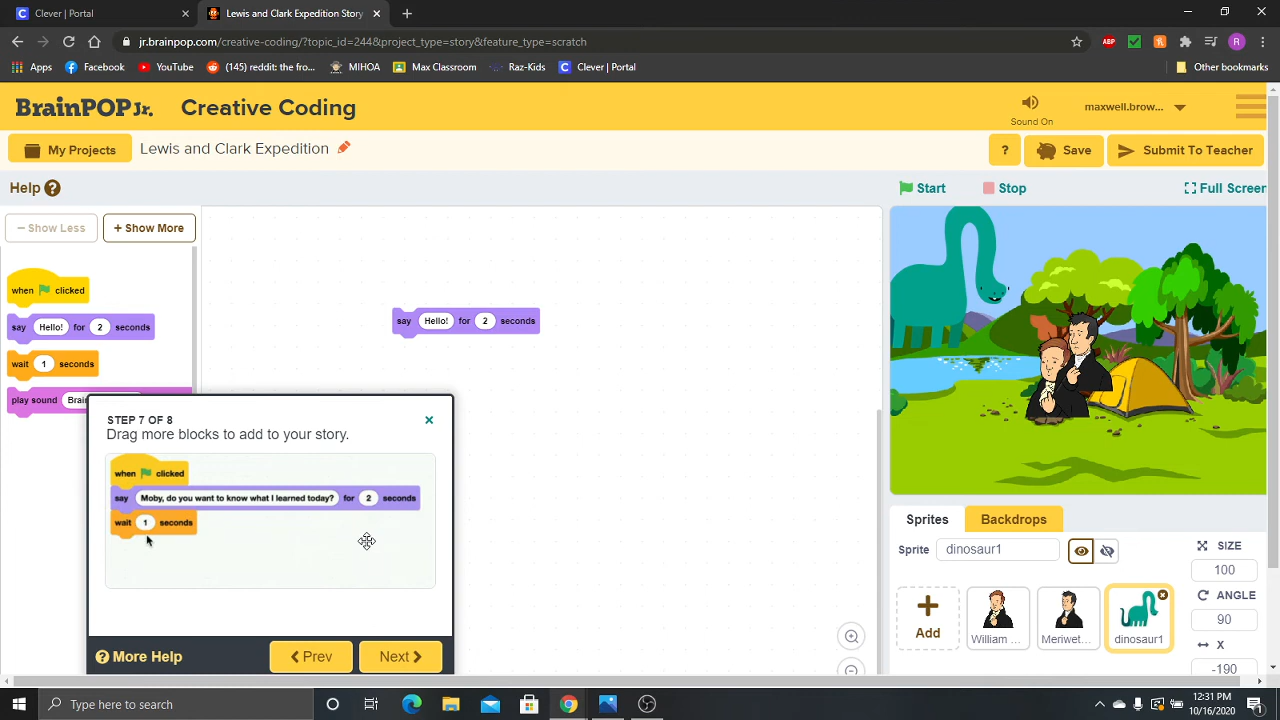 Clever | Portal
Lewis and Clark Expedition Story
jr.brainpop.com/creative-coding/?topic_id=244&project_type=story&feature_type=scratch
ABP
R
Apps
Facebook
YouTube
(145) reddit: the fro...
MIHOA
Max Classroom
Raz-Kids
Clever | Portal
Other bookmarks
BrainPOP Jr.
Creative Coding
Sound On
maxwell.brow...
My Projects
Lewis and Clark Expedition
?
Save
Submit To Teacher
Help ?
Start
Stop
Full Screen
− Show Less
+ Show More
when clicked
say Hello! for 2 seconds
wait 1 seconds
play sound Brai
say Hello! for 2 seconds
STEP 7 OF 8
Drag more blocks to add to your story.
when clicked
say Moby, do you want to know what I learned today? for 2 seconds
wait 1 seconds
? More Help
Prev
Next
Sprites
Backdrops
Sprite dinosaur1
SIZE
100
ANGLE
90
X
-190
Add
William ...
Meriwet...
dinosaur1
Type here to search
12:31 PM
10/16/2020
1